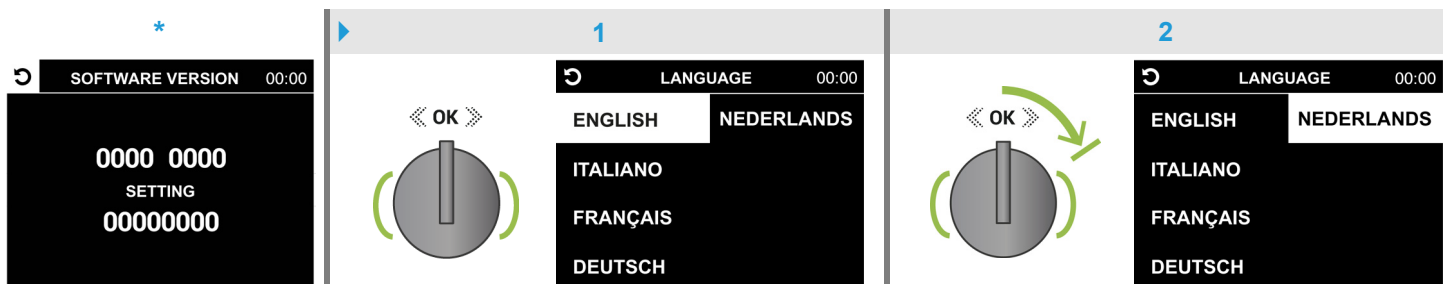 *
SOFTWARE VERSION 00:00
0000 0000
SETTING
00000000
1
OK
LANGUAGE 00:00
ENGLISH NEDERLANDS
ITALIANO
FRANÇAIS
DEUTSCH
2
OK
LANGUAGE 00:00
ENGLISH NEDERLANDS
ITALIANO
FRANÇAIS
DEUTSCH